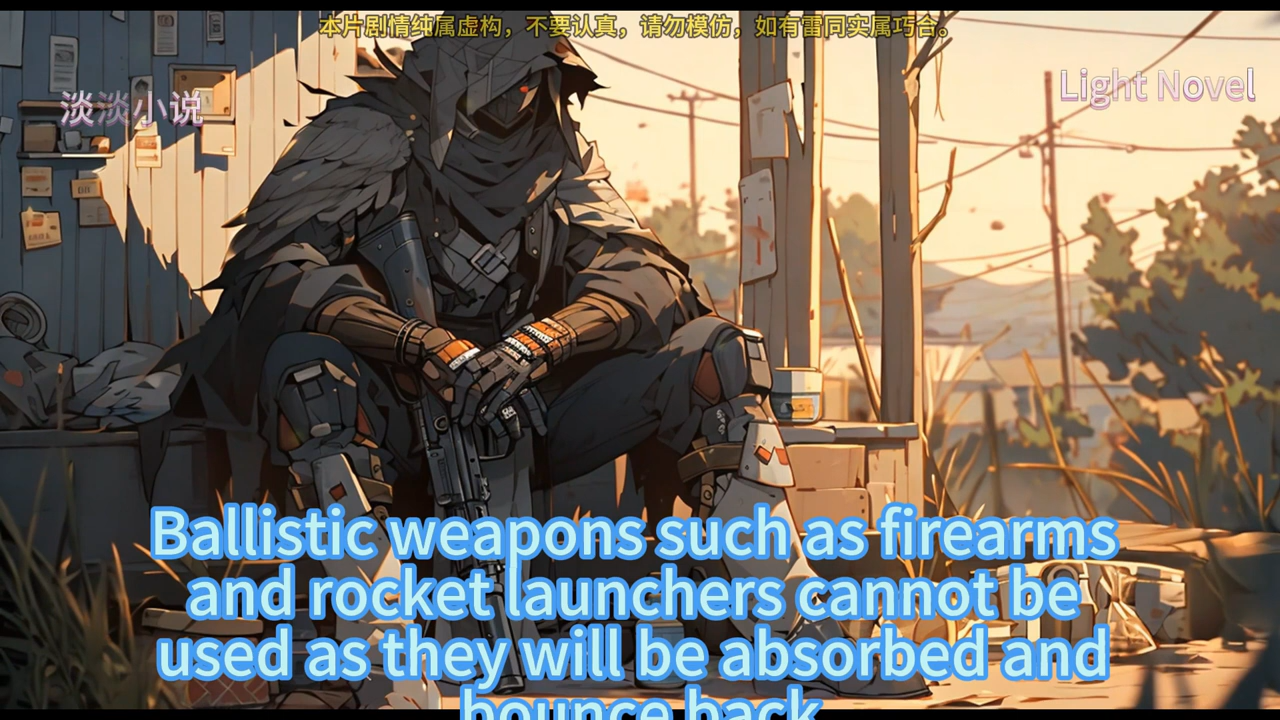 本片剧情纯属虚构，不要认真，请勿模仿，如有雷同实属巧合。
淡淡小说
Light Novel
Ballistic weapons such as firearms
and rocket launchers cannot be
used as they will be absorbed and
bounce back